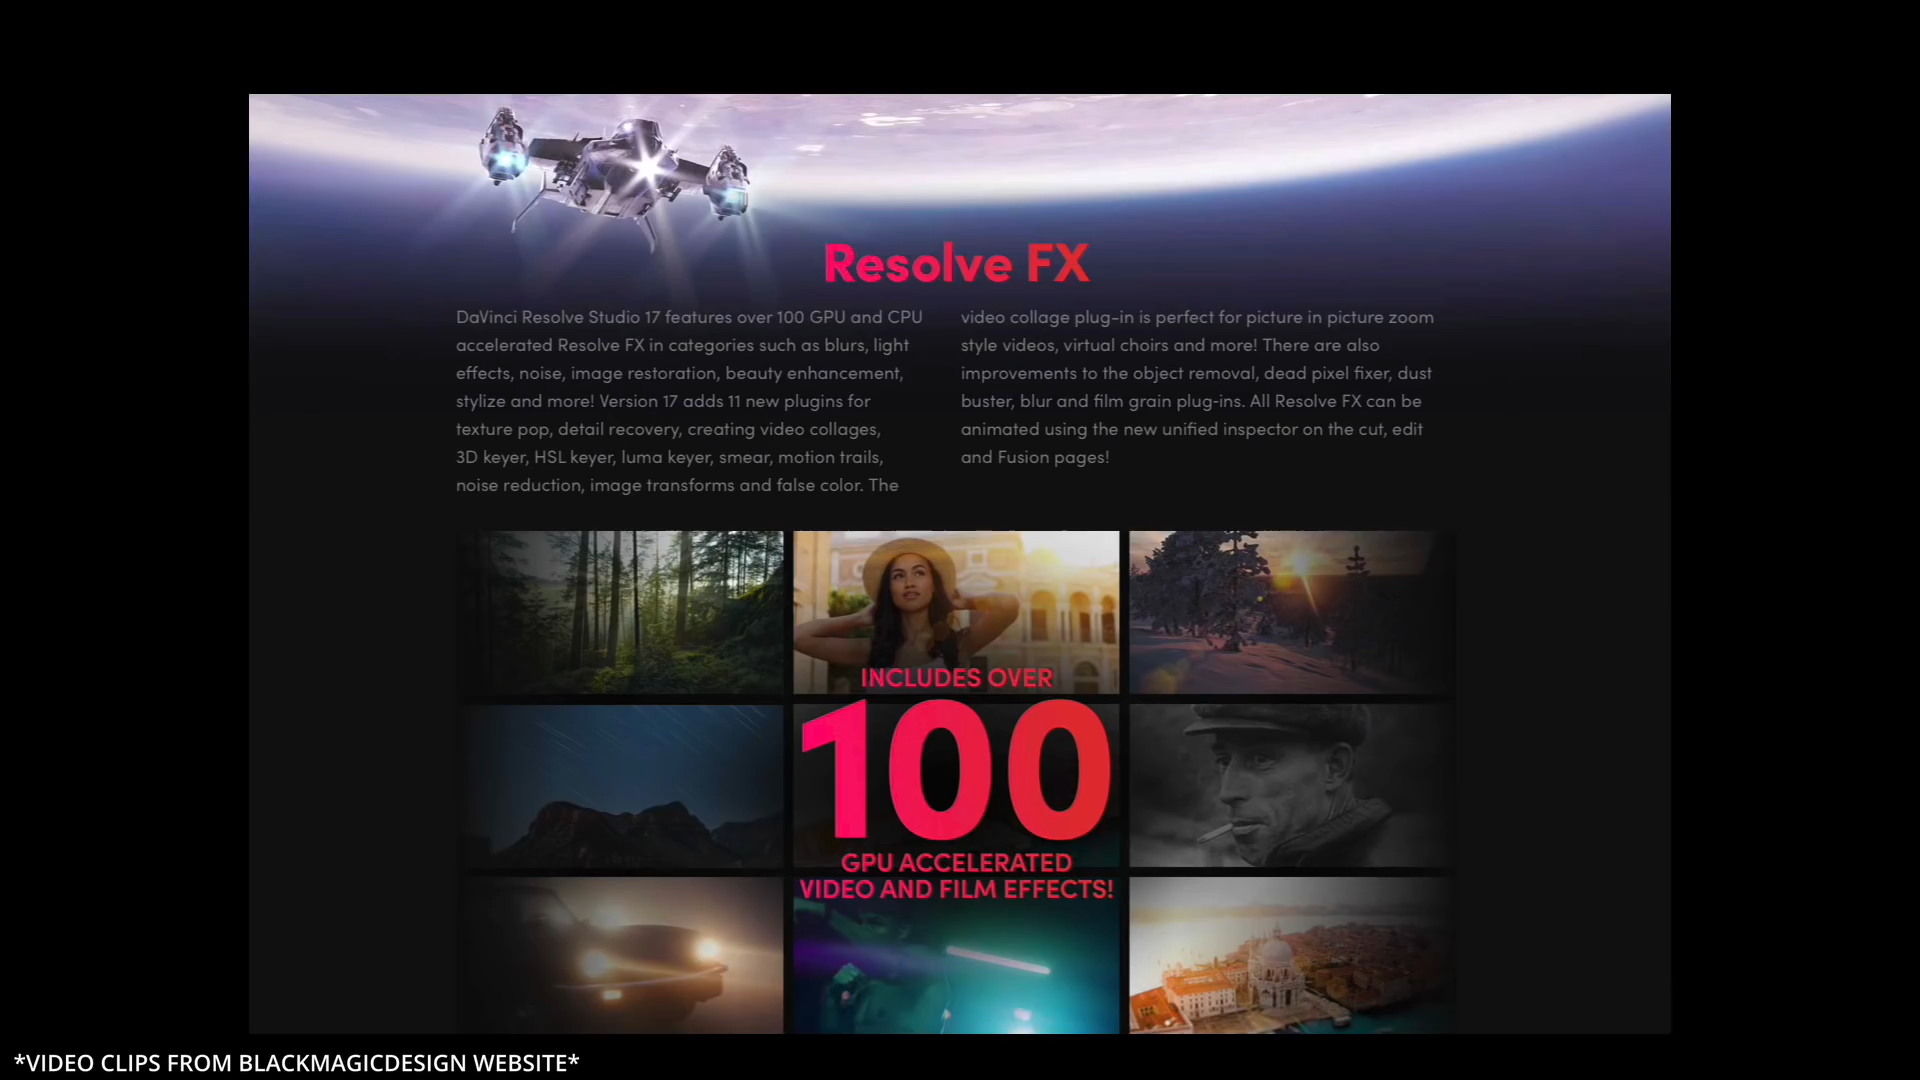 Resolve FX
DaVinci Resolve Studio 17 features over 100 GPU and CPU
accelerated Resolve FX in categories such as blurs, light
effects, noise, image restoration, beauty enhancement,
stylize and more! Version 17 adds 11 new plugins for
texture pop, detail recovery, creating video collages,
3D keyer, HSL keyer, luma keyer, smear, motion trails,
noise reduction, image transforms and false color. The
video collage plug-in is perfect for picture in picture zoom
style videos, virtual choirs and more! There are also
improvements to the object removal, dead pixel fixer, dust
buster, blur and film grain plug-ins. All Resolve FX can be
animated using the new unified inspector on the cut, edit
and Fusion pages!
INCLUDES OVER
100
GPU ACCELERATED
VIDEO AND FILM EFFECTS!
*VIDEO CLIPS FROM BLACKMAGICDESIGN WEBSITE*